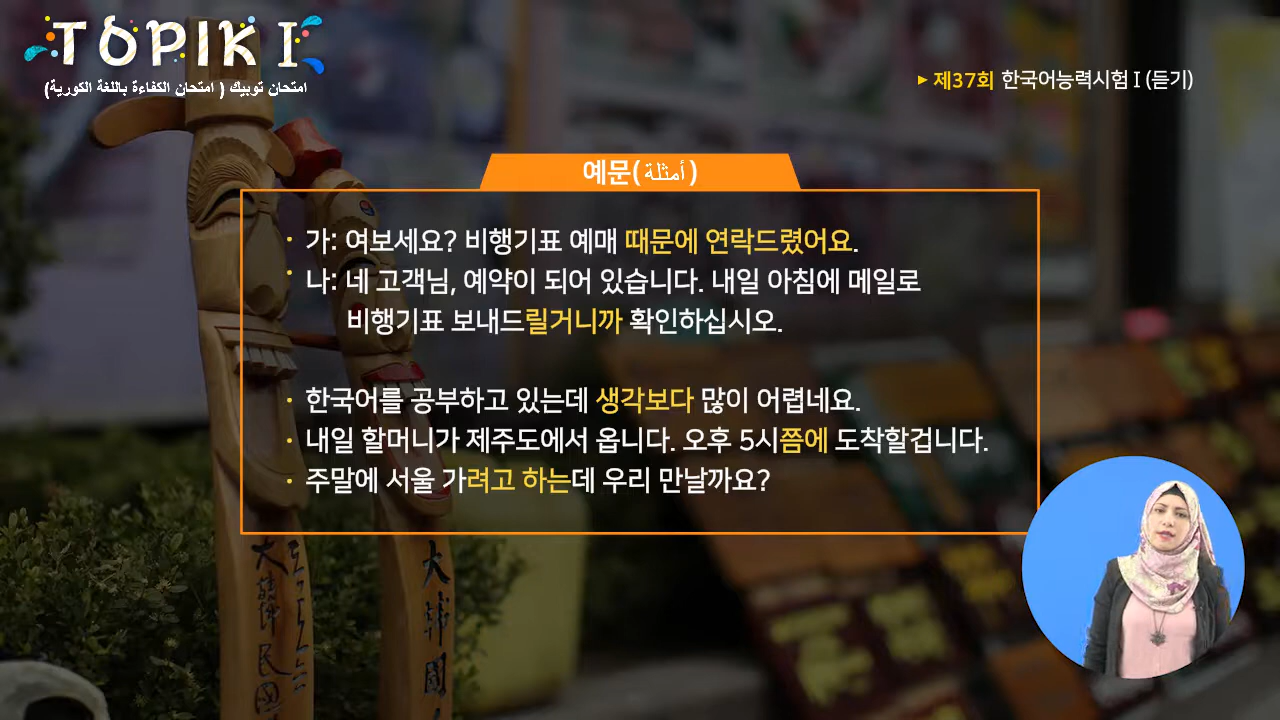 TOPIK I
امتحان توبيك ( امتحان الكفاءة باللغة الكورية)
▶ 제37회 한국어능력시험 I (듣기)
예문(أمثلة)
· 가: 여보세요? 비행기표 예매 때문에 연락드렸어요.
· 나: 네 고객님, 예약이 되어 있습니다. 내일 아침에 메일로
비행기표 보내드릴거니까 확인하십시오.
· 한국어를 공부하고 있는데 생각보다 많이 어렵네요.
· 내일 할머니가 제주도에서 옵니다. 오후 5시쯤에 도착할겁니다.
· 주말에 서울 가려고 하는데 우리 만날까요?
大韓民國
大韓國